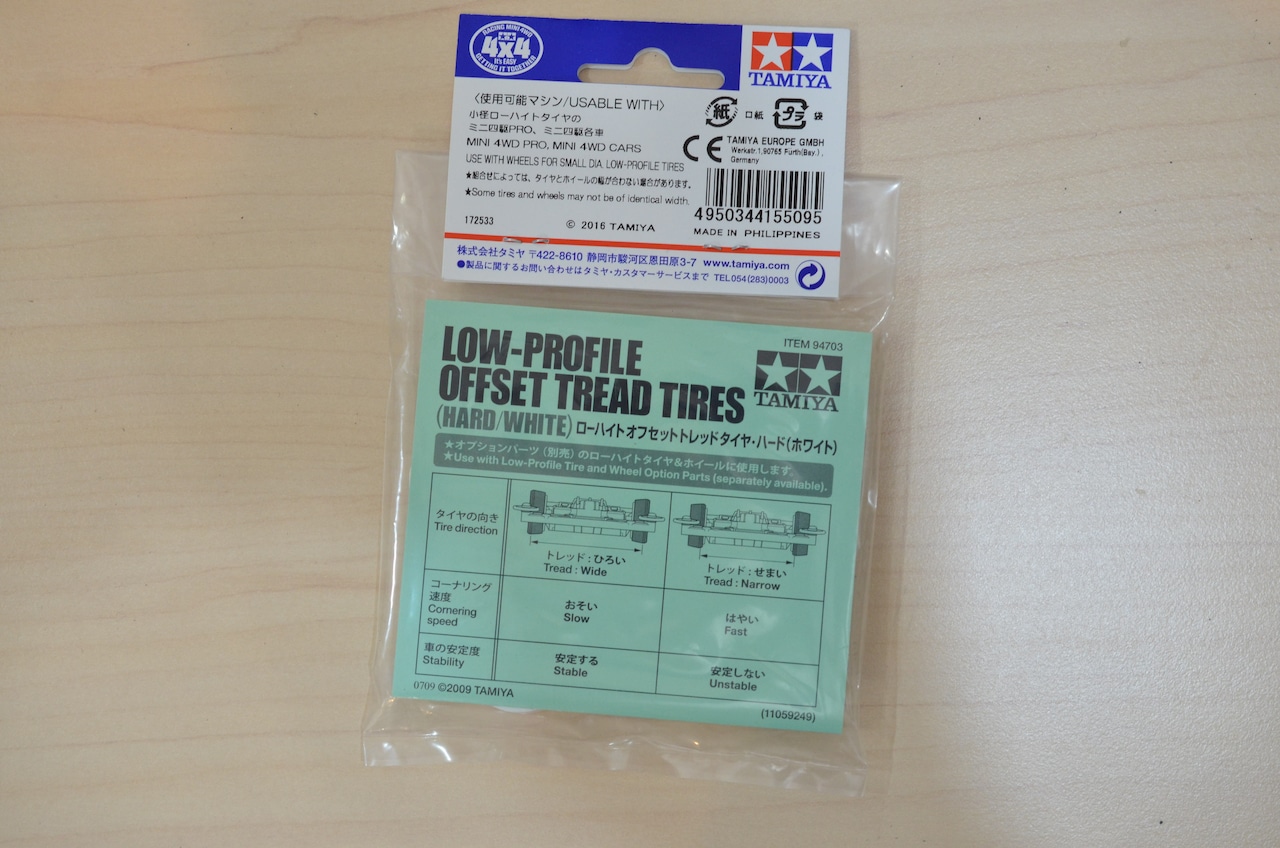 RACING MINI 4WD
4x4
It's EASY
GETTING IT TOGETHER
TAMIYA
〈使用可能マシン/USABLE WITH〉
小径ローハイトタイヤの
ミニ四駆PRO、ミニ四駆各車
MINI 4WD PRO, MINI 4WD CARS
USE WITH WHEELS FOR SMALL DIA. LOW-PROFILE TIRES
★組合せによっては、タイヤとホイールの幅が合わない場合があります。
★Some tires and wheels may not be of identical width.
172533
© 2016 TAMIYA
紙 口紙 プラ 袋
CE TAMIYA EUROPE GMBH
Werkstr.1,90765 Furth(Bay.),
Germany
4950344155095
MADE IN PHILIPPINES
株式会社タミヤ 〒422-8610 静岡市駿河区恩田原3-7 www.tamiya.com
●製品に関するお問い合わせはタミヤ・カスタマーサービスまで TEL054(283)0003
ITEM 94703
LOW-PROFILE
OFFSET TREAD TIRES
TAMIYA
(HARD/WHITE) ローハイトオフセットトレッドタイヤ・ハード(ホワイト)
★オプションパーツ（別売）のローハイトタイヤ&ホイールに使用します。
★Use with Low-Profile Tire and Wheel Option Parts (separately available).
タイヤの向き
Tire direction
トレッド：ひろい
Tread : Wide
トレッド：せまい
Tread : Narrow
コーナリング
速度
Cornering
speed
おそい
Slow
はやい
Fast
車の安定度
Stability
安定する
Stable
安定しない
Unstable
0709 ©2009 TAMIYA
(11059249)